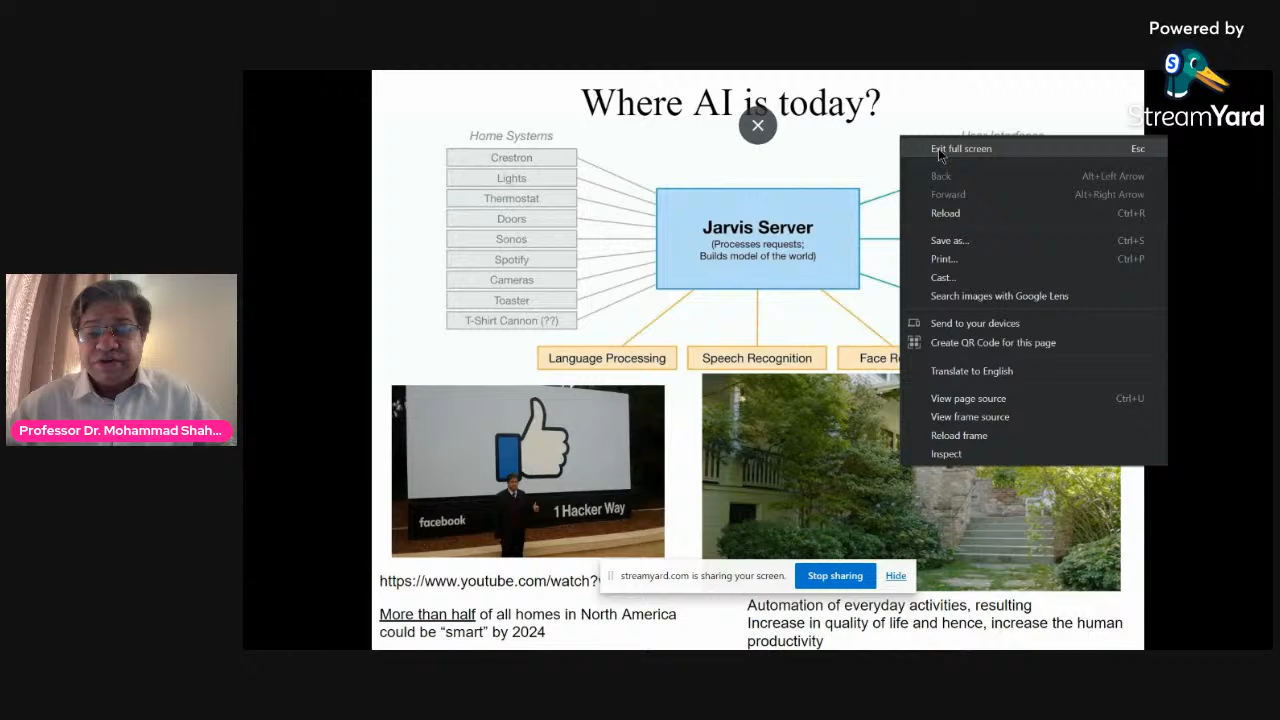 Powered by
StreamYard
Where AI is today?
Home Systems
Crestron
Lights
Thermostat
Doors
Sonos
Spotify
Cameras
Toaster
T-Shirt Cannon (??)
Jarvis Server
(Processes requests;
Builds model of the world)
Language Processing
Speech Recognition
Face
Exit full screen Esc
Back Alt+Left Arrow
Forward Alt+Right Arrow
Reload Ctrl+R
Save as... Ctrl+S
Print... Ctrl+P
Cast...
Search images with Google Lens
Send to your devices
Create QR Code for this page
Translate to English
View page source Ctrl+U
View frame source
Reload frame
Inspect
Professor Dr. Mohammad Shah...
facebook
1 Hacker Way
https://www.youtube.com/watch?
streamyard.com is sharing your screen.
Stop sharing
Hide
More than half of all homes in North America
could be “smart” by 2024
Automation of everyday activities, resulting
Increase in quality of life and hence, increase the human
productivity